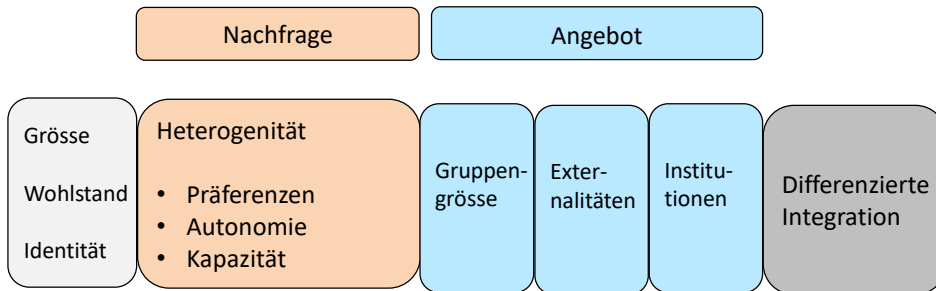 Nachfrage
Angebot
Grösse
Wohlstand
Identität
Heterogenität
• Präferenzen
• Autonomie
• Kapazität
Gruppen-
grösse
Exter-
nalitäten
Institu-
tionen
Differenzierte
Integration